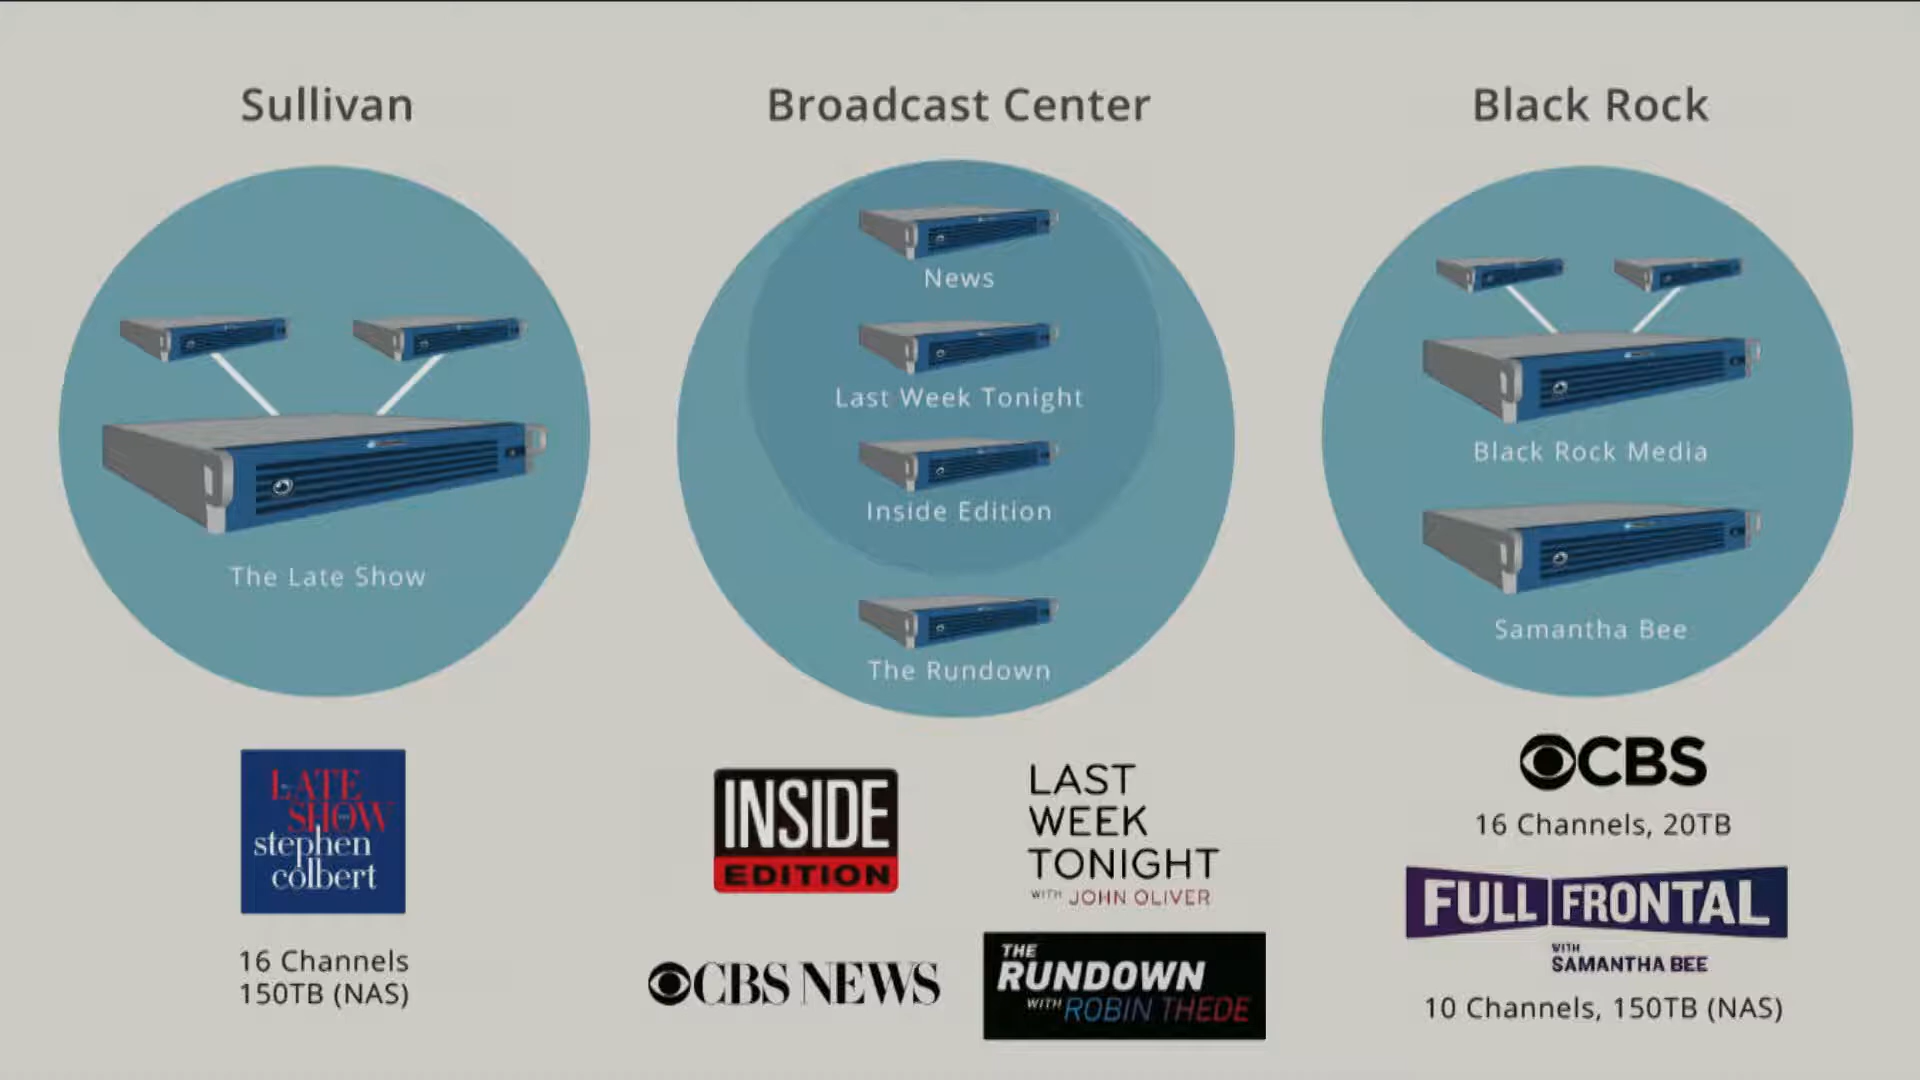 Sullivan
The Late Show
LATE
SHOW
stephen
colbert
16 Channels
150TB (NAS)
Broadcast Center
News
Last Week Tonight
Inside Edition
The Rundown
INSIDE
EDITION
LAST
WEEK
TONIGHT
WITH JOHN OLIVER
CBS NEWS
THE
RUNDOWN
WITH ROBIN THEDE
Black Rock
Black Rock Media
Samantha Bee
CBS
16 Channels, 20TB
FULL FRONTAL
WITH
SAMANTHA BEE
10 Channels, 150TB (NAS)